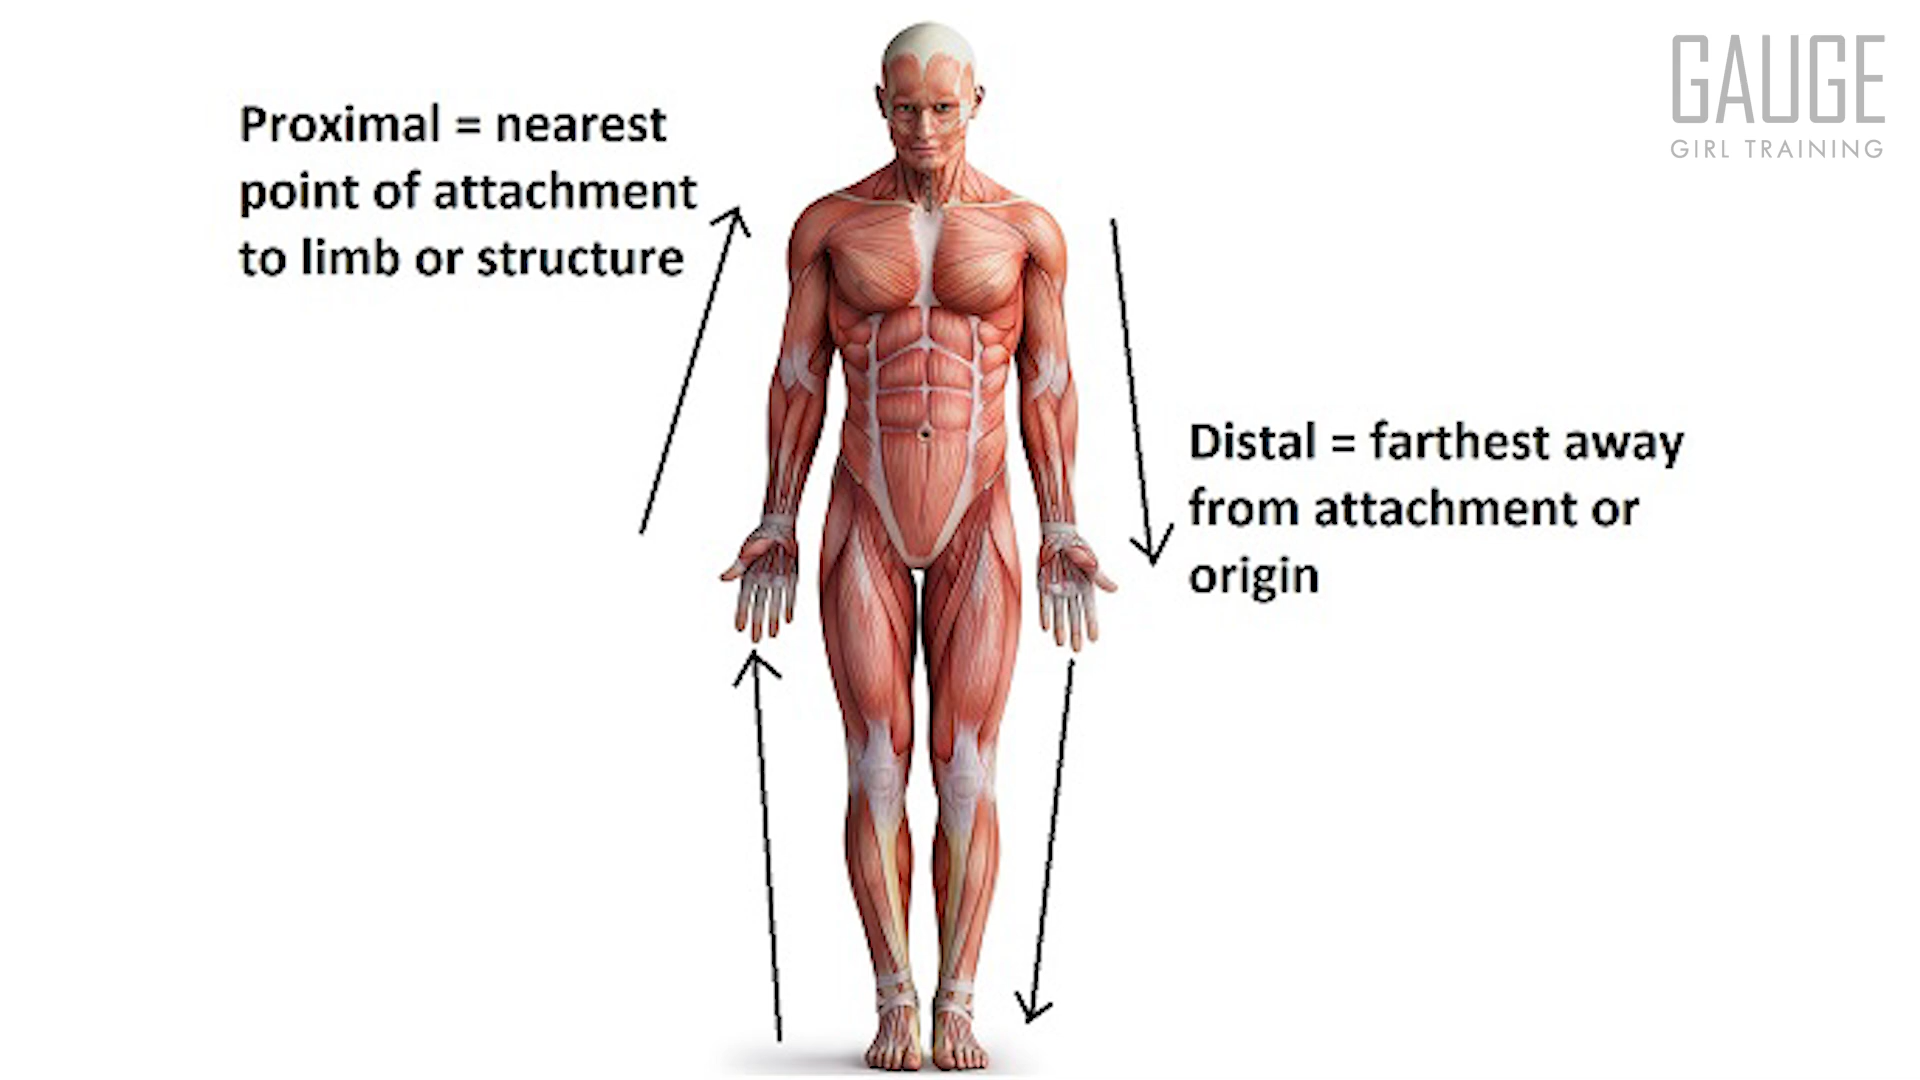 GAUGE
GIRL TRAINING
Proximal = nearest
point of attachment
to limb or structure
Distal = farthest away
from attachment or
origin